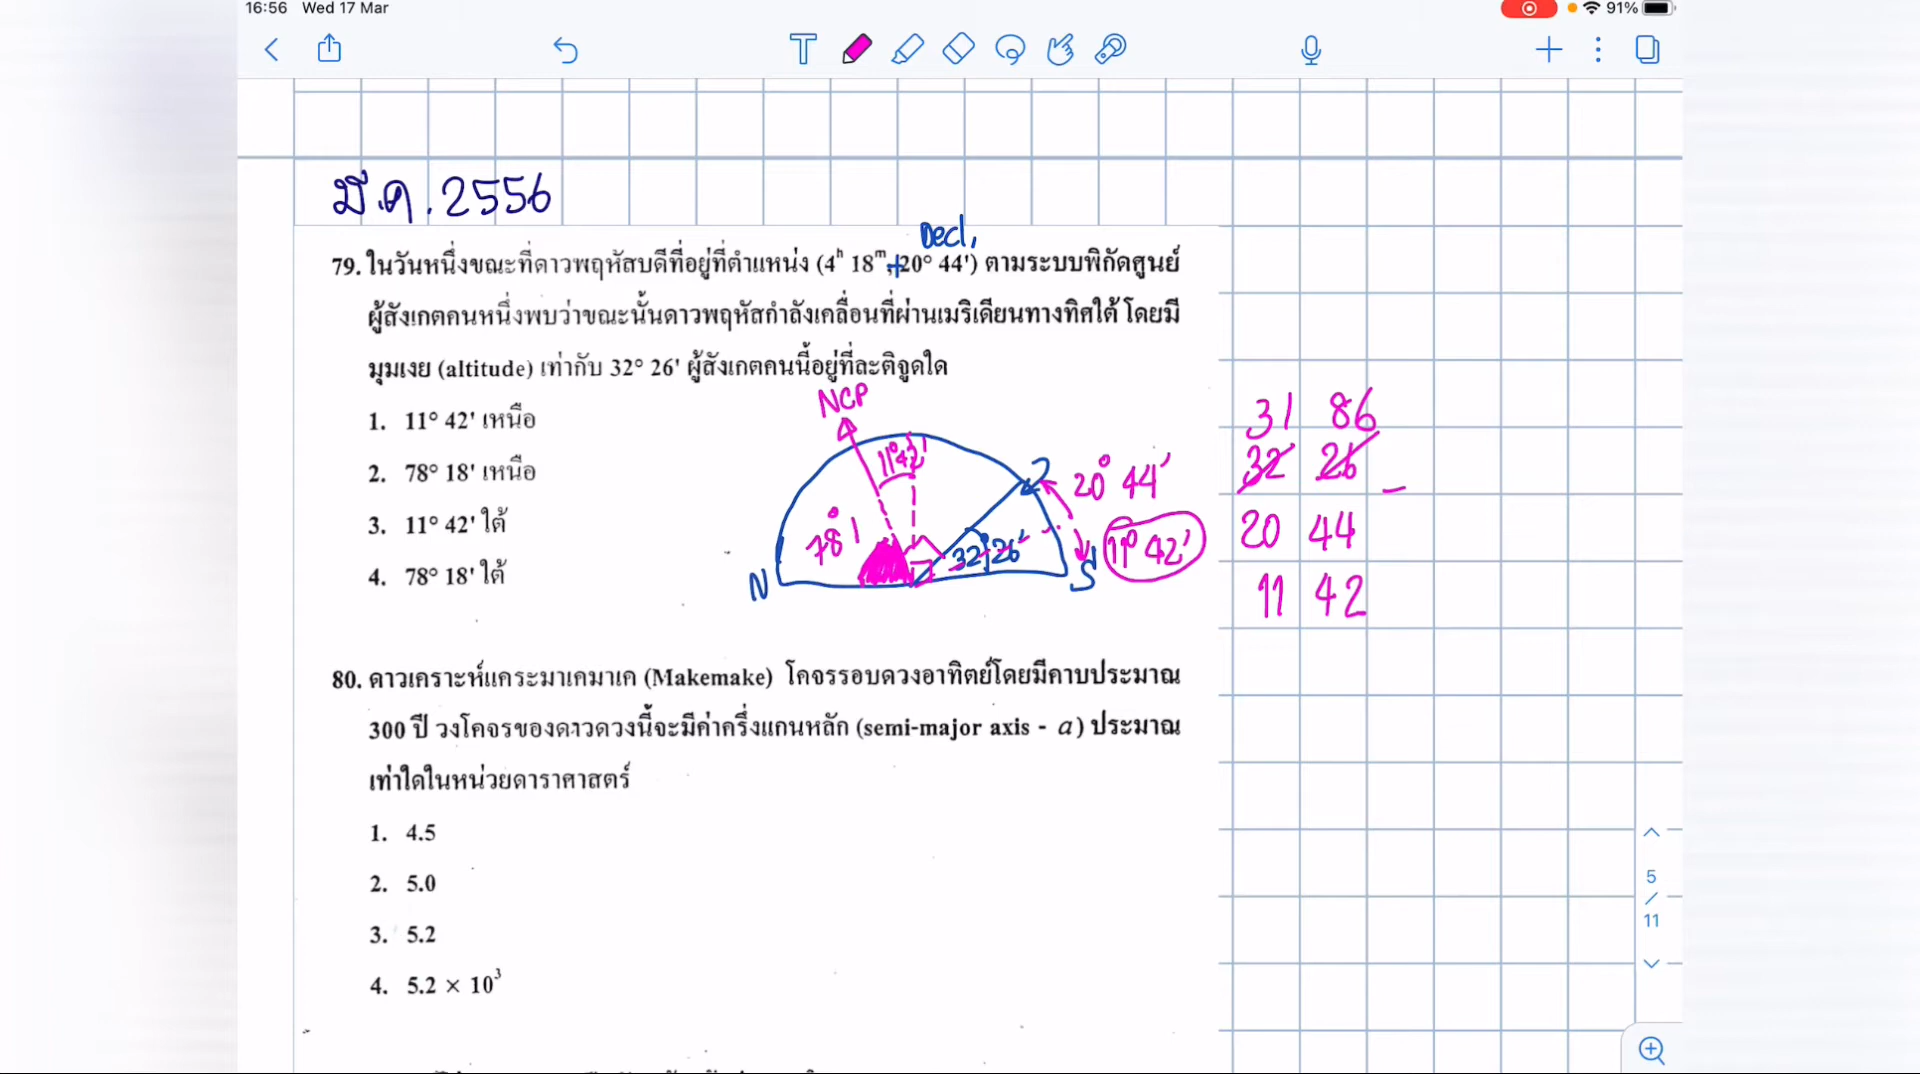 16:56 Wed 17 Mar
91%
มี.ค. 2556
Decl.
79. ในวันหนึ่งขณะที่ดาวพฤหัสบดีที่อยู่ที่ตำแหน่ง (4h 18m, +20° 44') ตามระบบพิกัดศูนย์
ผู้สังเกตคนหนึ่งพบว่าขณะนั้นดาวพฤหัสกำลังเคลื่อนที่ผ่านเมริเดียนทางทิศใต้ โดยมี
มุมเงย (altitude) เท่ากับ 32° 26' ผู้สังเกตคนนี้อยู่ที่ละติจูดใด
1. 11° 42' เหนือ
2. 78° 18' เหนือ
3. 11° 42' ใต้
4. 78° 18' ใต้
NCP
11° 42'
20° 44'
78°
32° 26'
11° 42'
N
S
31 86
32 26 –
20 44
11 42
80. ดาวเคราะห์แคระมาเคมาเค (Makemake) โคจรรอบดวงอาทิตย์โดยมีคาบประมาณ
300 ปี วงโคจรของดาวดวงนี้จะมีค่าครึ่งแกนหลัก (semi-major axis - a) ประมาณ
เท่าใดในหน่วยดาราศาสตร์
1. 4.5
2. 5.0
3. 5.2
4. 5.2 × 10³
5
/
11